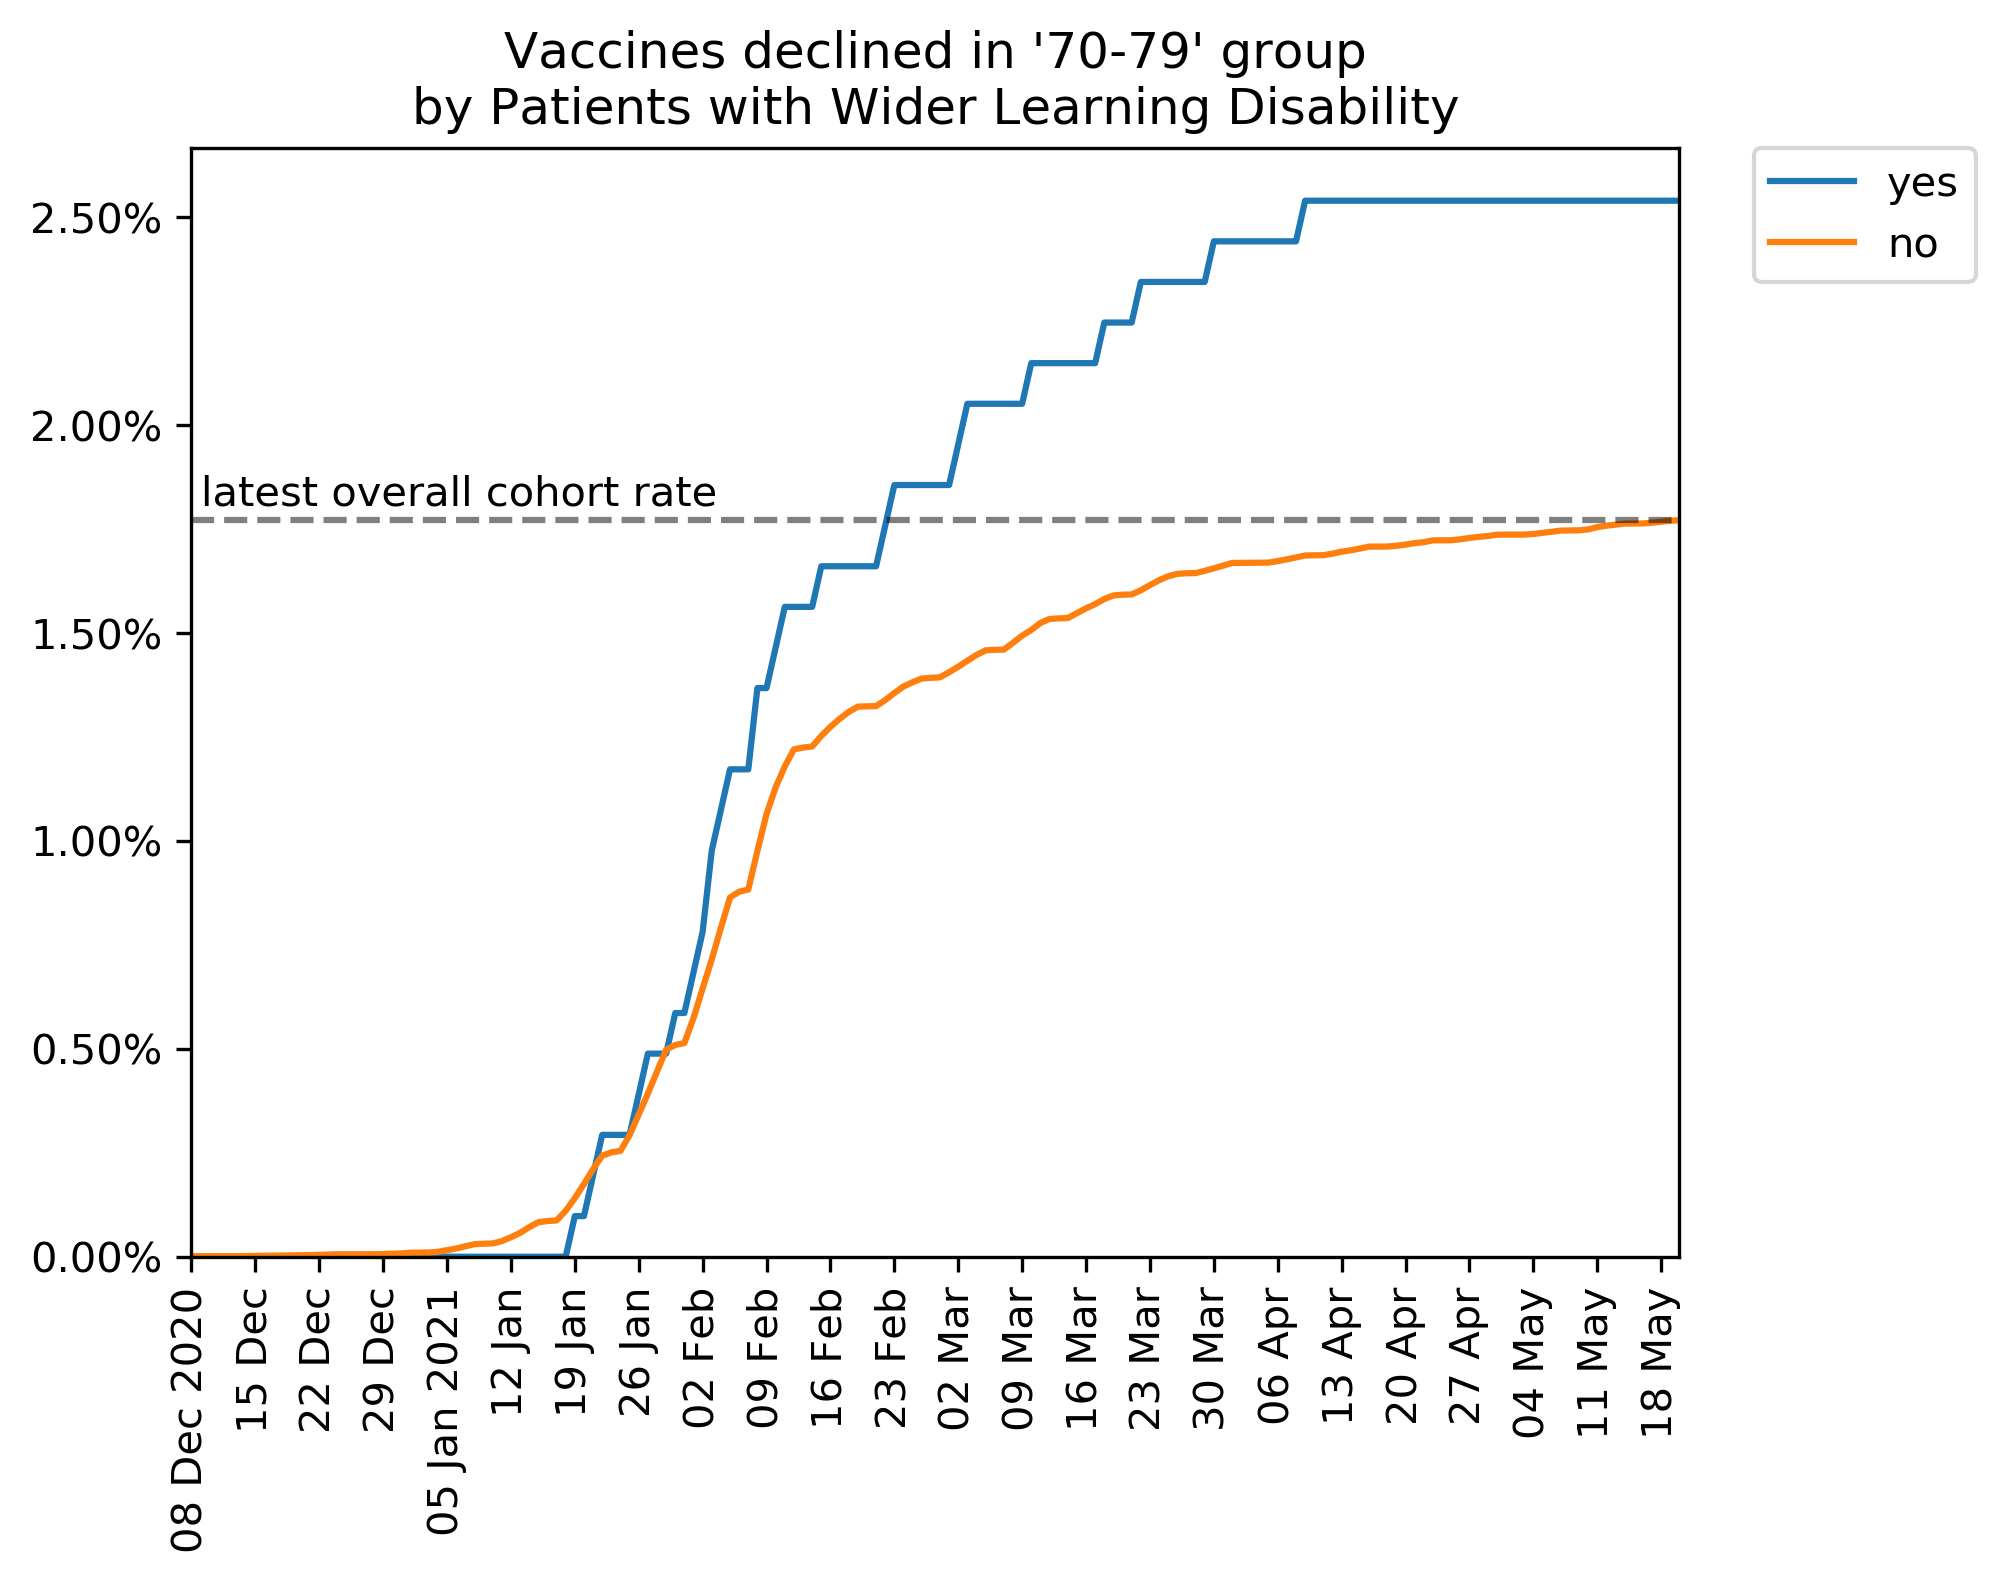 Vaccines declined in '70-79' group
by Patients with Wider Learning Disability
yes
no
2.50%
2.00%
latest overall cohort rate
1.50%
1.00%
0.50%
0.00%
08 Dec 2020
15 Dec
22 Dec
29 Dec
05 Jan 2021
12 Jan
19 Jan
26 Jan
02 Feb
09 Feb
16 Feb
23 Feb
02 Mar
09 Mar
16 Mar
23 Mar
30 Mar
06 Apr
13 Apr
20 Apr
27 Apr
04 May
11 May
18 May